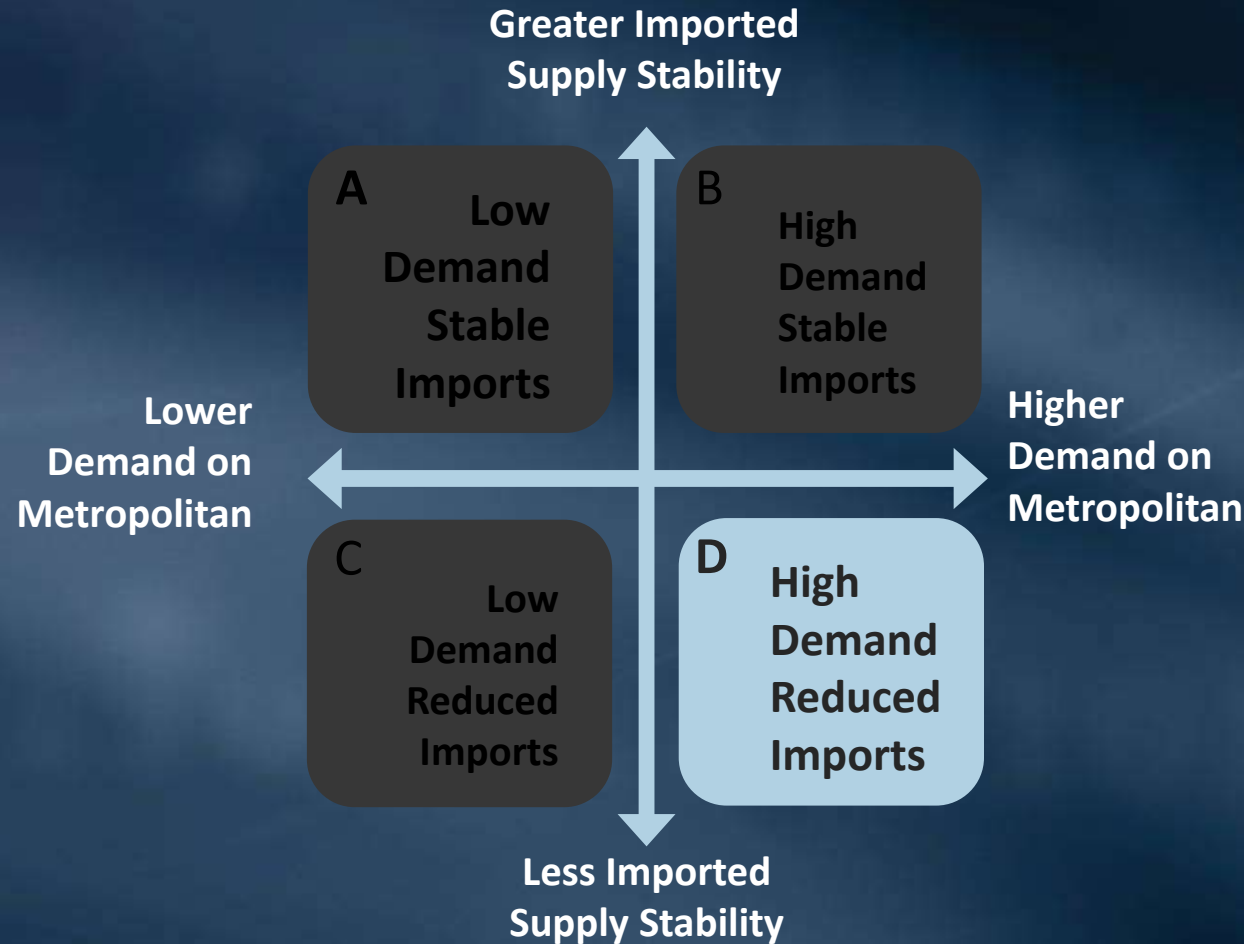 Greater Imported
Supply Stability
A
Low
Demand
Stable
Imports
B
High
Demand
Stable
Imports
Lower
Demand on
Metropolitan
Higher
Demand on
Metropolitan
C
Low
Demand
Reduced
Imports
D
High
Demand
Reduced
Imports
Less Imported
Supply Stability